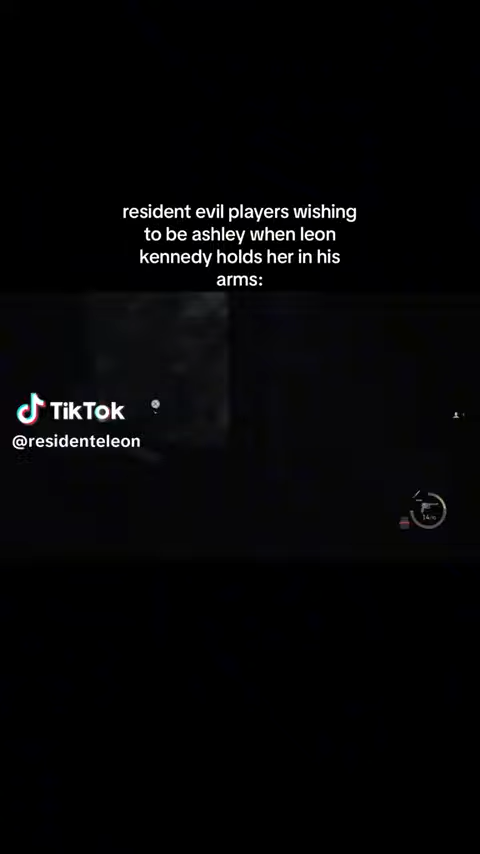 resident evil players wishing
to be ashley when leon
kennedy holds her in his
arms:
TikTok
@residenteleon